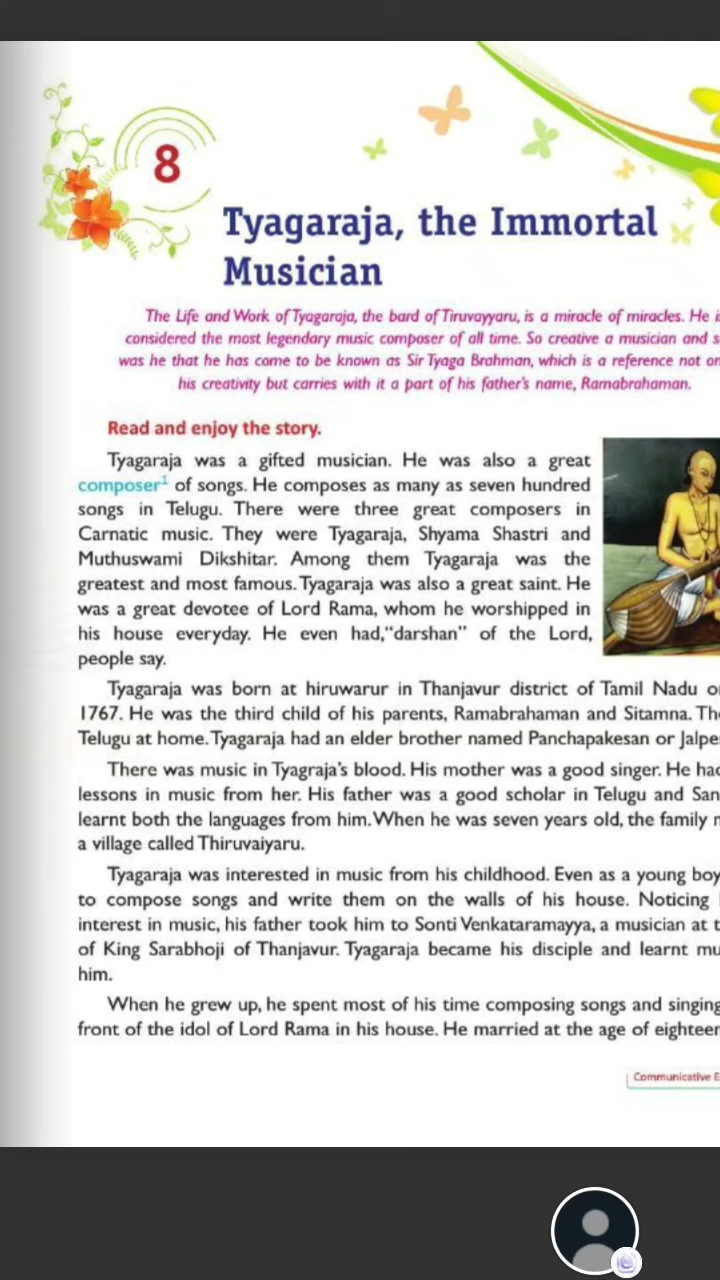 8
Tyagaraja, the Immortal
Musician
The Life and Work of Tyagaraja, the bard of Tiruvayyaru, is a miracle of miracles. He
considered the most legendary music composer of all time. So creative a musician and
was he that he has come to be known as Sir Tyaga Brahman, which is a reference not
his creativity but carries with it a part of his father's name, Ramabrahaman.
Read and enjoy the story.
Tyagaraja was a gifted musician. He was also a great
composer1 of songs. He composes as many as seven hundred
songs in Telugu. There were three great composers in
Carnatic music. They were Tyagaraja, Shyama Shastri and
Muthuswami Dikshitar. Among them Tyagaraja was the
greatest and most famous. Tyagaraja was also a great saint. He
was a great devotee of Lord Rama, whom he worshipped in
his house everyday. He even had,“darshan” of the Lord,
people say.
Tyagaraja was born at hiruwarur in Thanjavur district of Tamil Nadu
1767. He was the third child of his parents, Ramabrahaman and Sitamna.
Telugu at home. Tyagaraja had an elder brother named Panchapakesan or
There was music in Tyagraja's blood. His mother was a good singer. He
lessons in music from her. His father was a good scholar in Telugu and
learnt both the languages from him. When he was seven years old, the family
a village called Thiruvaiyaru.
Tyagaraja was interested in music from his childhood. Even as a young boy
to compose songs and write them on the walls of his house. Noticing
interest in music, his father took him to Sonti Venkataramayya, a musician at
of King Sarabhoji of Thanjavur. Tyagaraja became his disciple and learnt
him.
When he grew up, he spent most of his time composing songs and singing
front of the idol of Lord Rama in his house. He married at the age of
Communicative